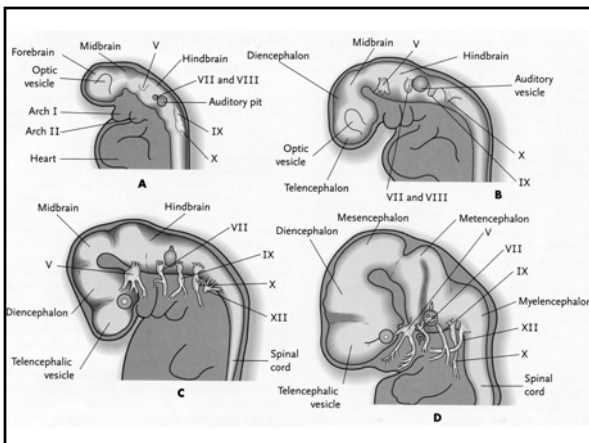 Midbrain
V
Forebrain
Hindbrain
Optic
vesicle
VII and VIII
Auditory pit
Arch I
Arch II
IX
Heart
X
A
Midbrain
V
Diencephalon
Hindbrain
Auditory
vesicle
Optic
vesicle
X
IX
Telencephalon
VII and VIII
B
Midbrain
Hindbrain
VII
V
IX
X
Diencephalon
XII
Telencephalic
vesicle
Spinal
cord
C
Mesencephalon
Metencephalon
Diencephalon
V
VII
IX
Myelencephalon
XII
X
Telencephalic
vesicle
Spinal
cord
D